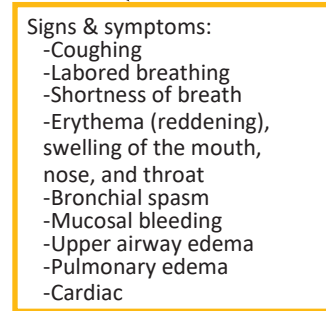 Signs & symptoms:
-Coughing
-Labored breathing
-Shortness of breath
-Erythema (reddening),
swelling of the mouth,
nose, and throat
-Bronchial spasm
-Mucosal bleeding
-Upper airway edema
-Pulmonary edema
-Cardiac